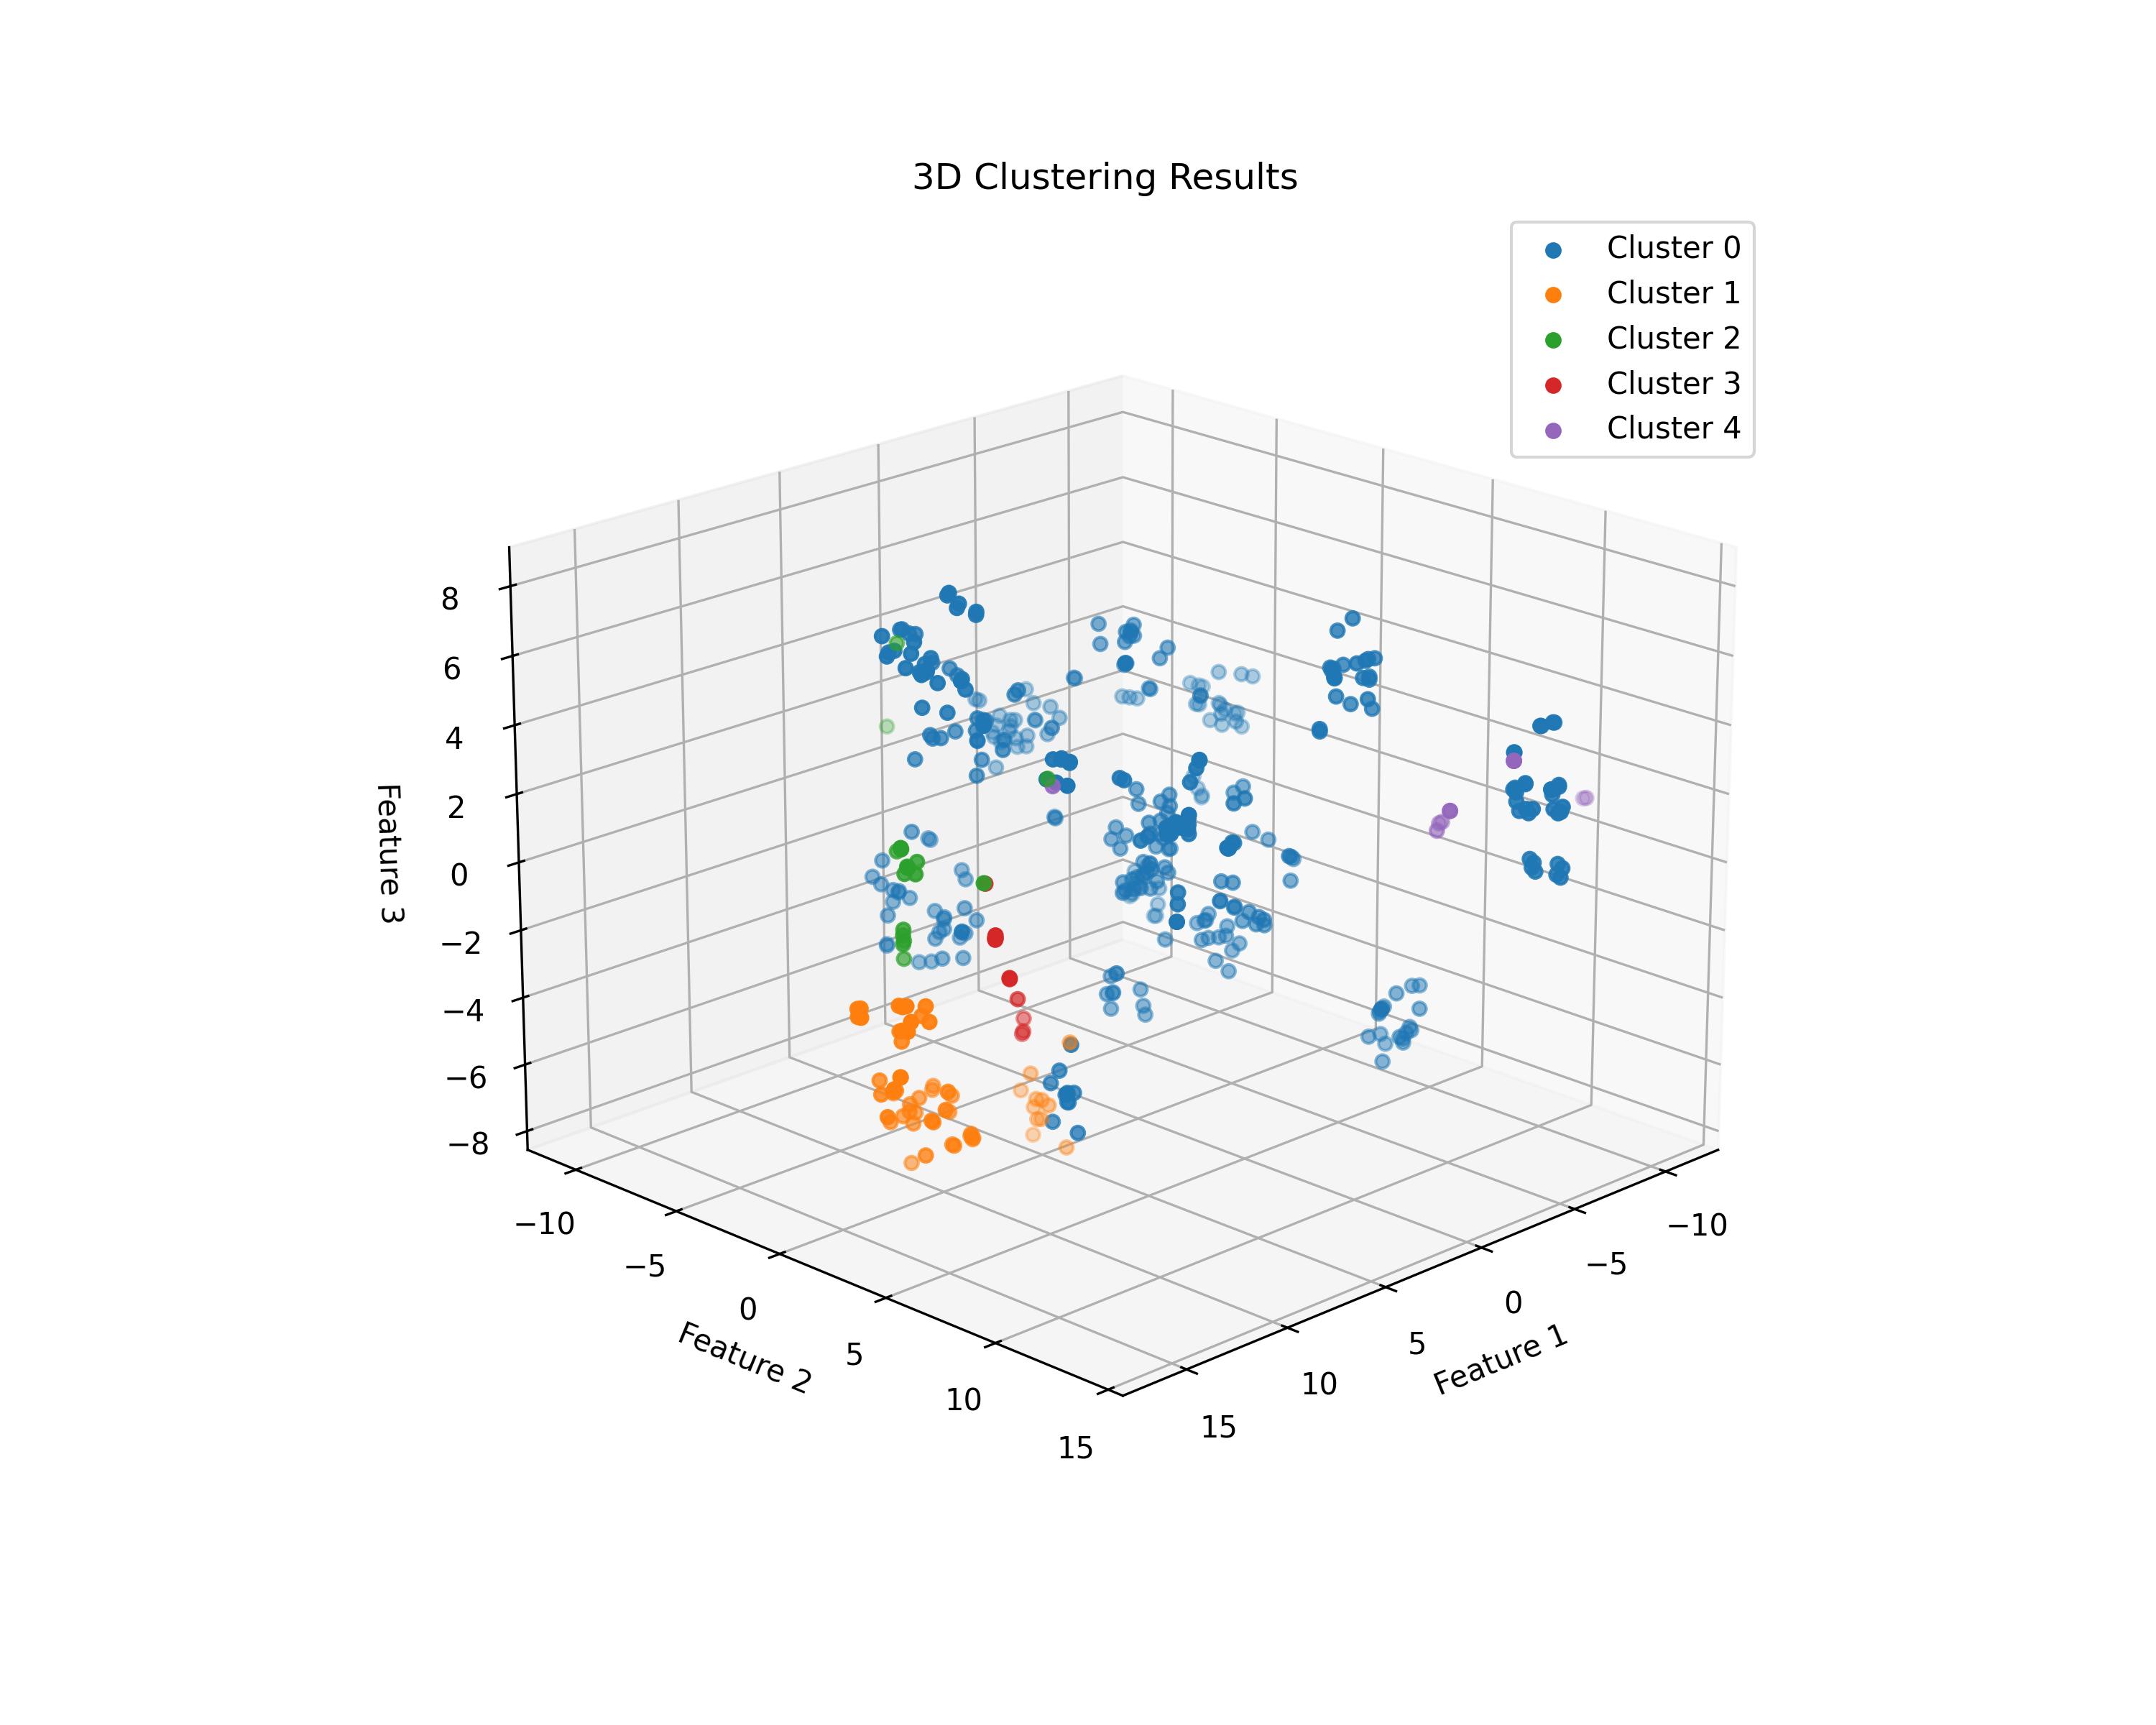 3D Clustering Results
Cluster 0
Cluster 1
Cluster 2
Cluster 3
Cluster 4
8
6
4
2
0
−2
−4
−6
−8
Feature 3
−10
−5
0
5
10
15
Feature 2
−10
−5
0
5
10
15
Feature 1